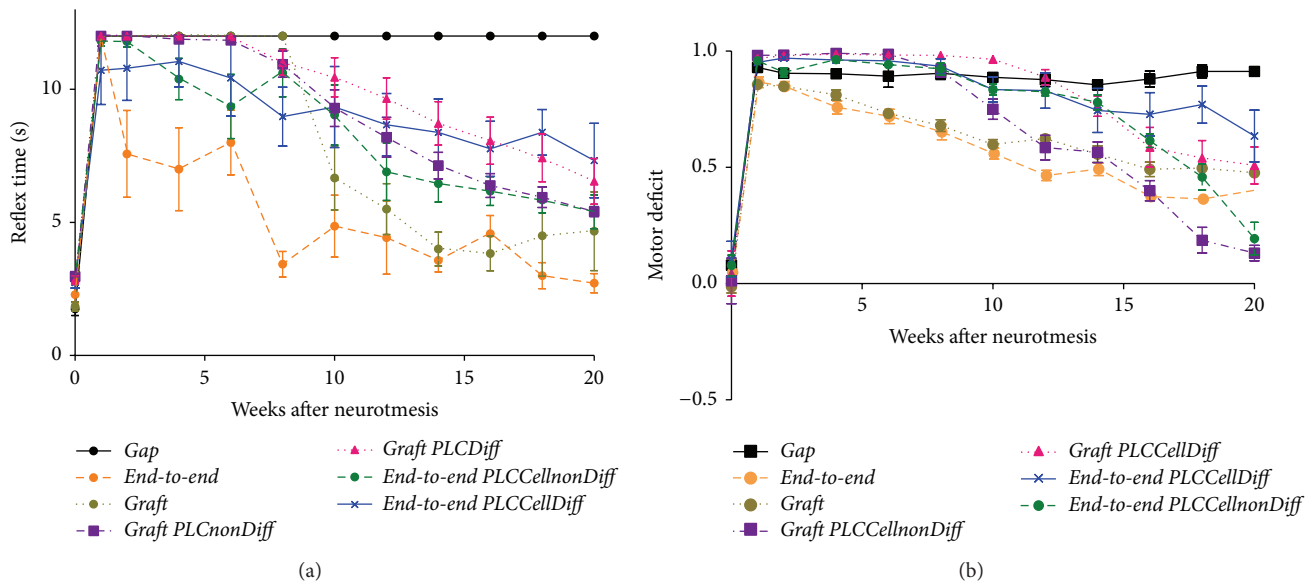 10
5
0
Reflex time (s)
0
5
10
15
20
Weeks after neurotmesis
Gap
End-to-end
Graft
Graft PLCnonDiff
Graft PLCDiff
End-to-end PLCCellnonDiff
End-to-end PLCCellDiff
(a)
1.0
0.5
0.0
−0.5
Motor deficit
5
10
15
20
Weeks after neurotmesis
Gap
End-to-end
Graft
Graft PLCCellnonDiff
Graft PLCCellDiff
End-to-end PLCCellDiff
End-to-end PLCCellnonDiff
(b)